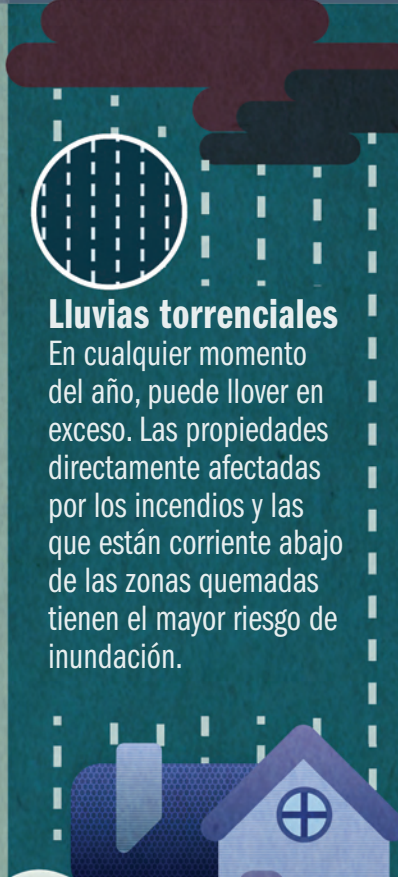 Lluvias torrenciales
En cualquier momento
del año, puede llover en
exceso. Las propiedades
directamente afectadas
por los incendios y las
que están corriente abajo
de las zonas quemadas
tienen el mayor riesgo de
inundación.